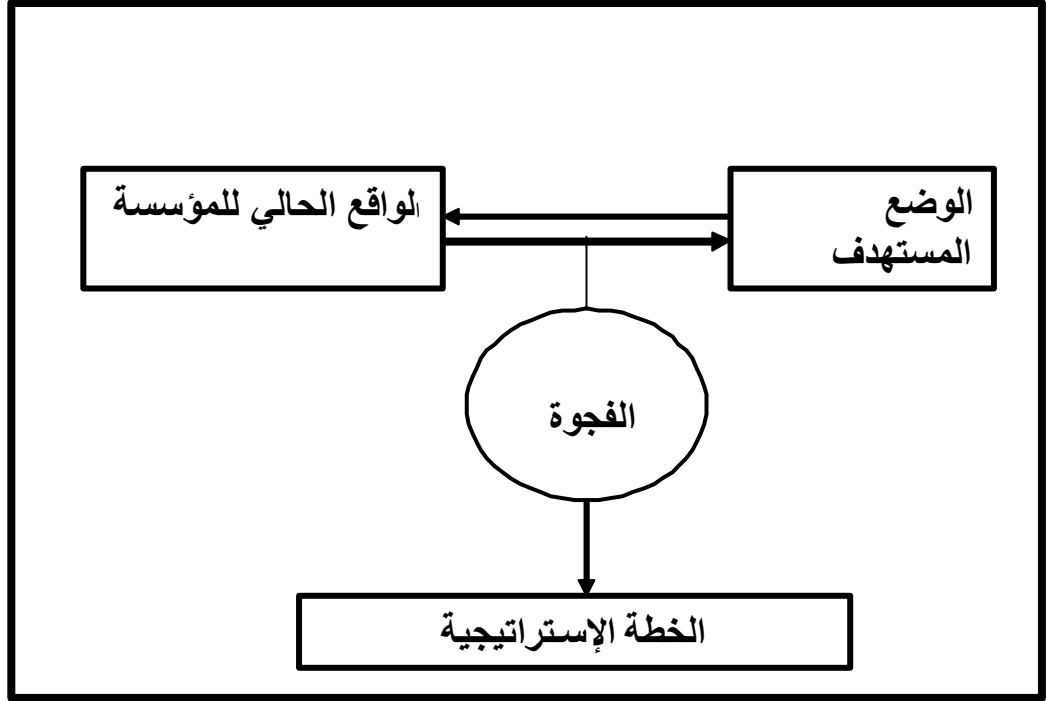 الوضع
المستهدف
الواقع الحالي للمؤسسة
الفجوة
الخطة الإستراتيجية